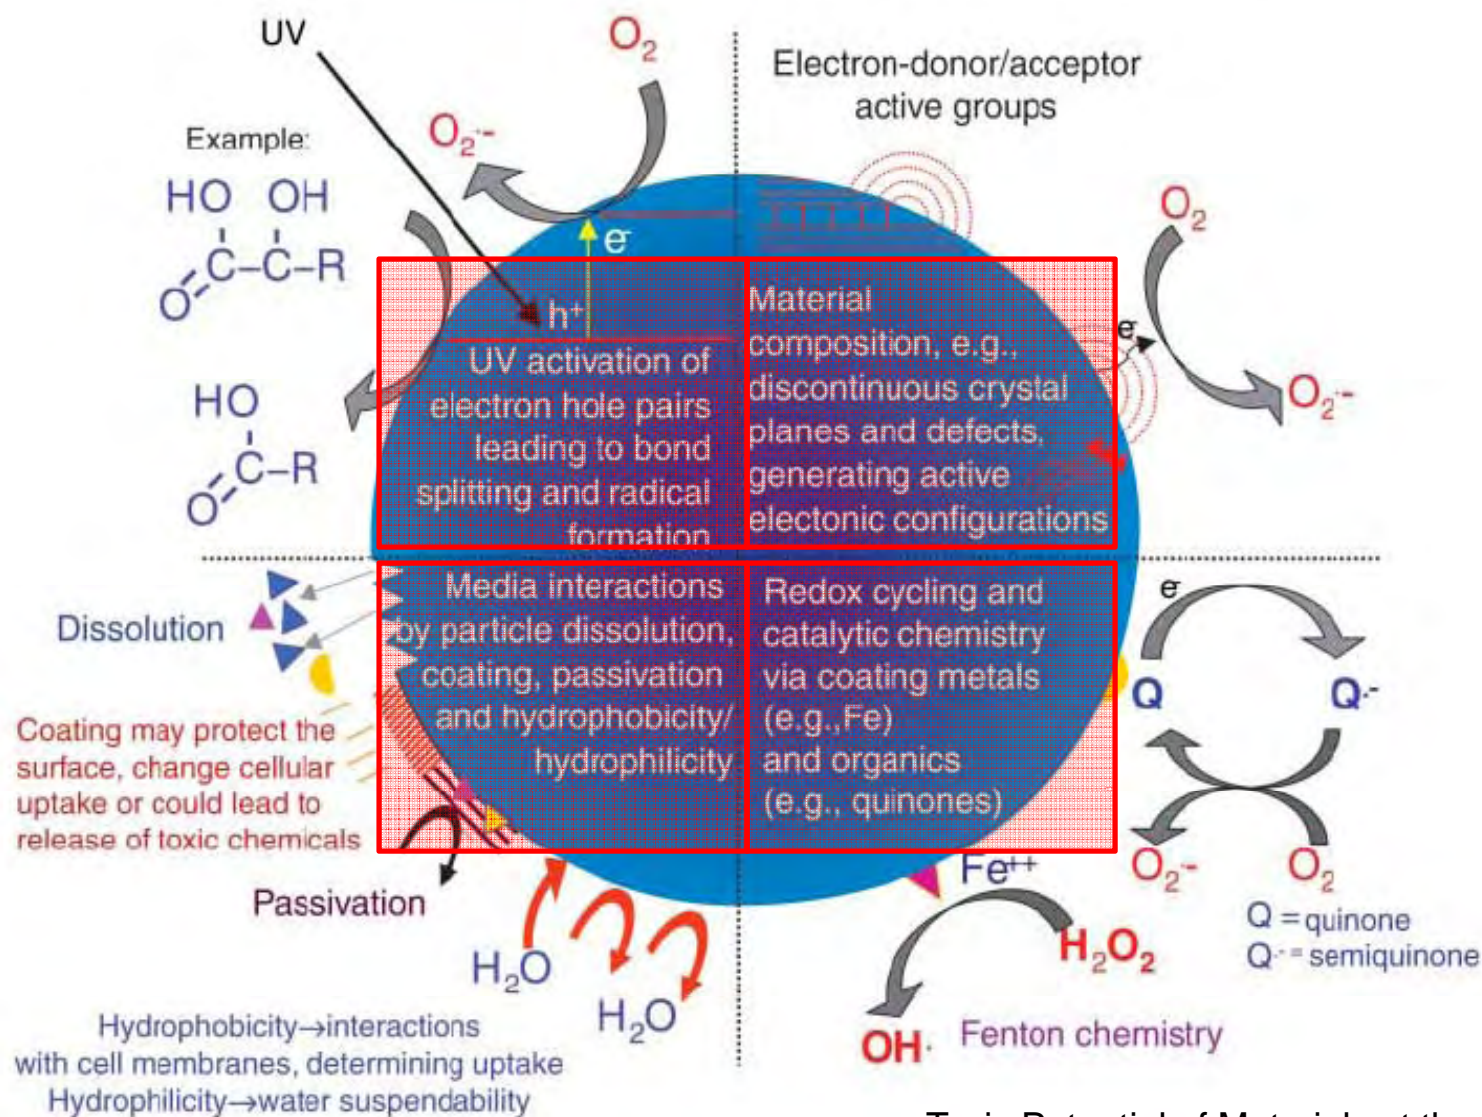 UV
O₂
O₂·-
Example:
HO OH
C–C–R
O
HO
C–R
O
e-
h+
UV activation of
electron hole pairs
leading to bond
splitting and radical
formation
Electron-donor/acceptor
active groups
Material
composition, e.g.,
discontinuous crystal
planes and defects,
generating active
electonic configurations
e-
O₂
O₂·-
Dissolution
Coating may protect the
surface, change cellular
uptake or could lead to
release of toxic chemicals
Passivation
Media interactions
by particle dissolution,
coating, passivation
and hydrophobicity/
hydrophilicity
H₂O
H₂O
Hydrophobicity→interactions
with cell membranes, determining uptake
Hydrophilicity→water suspendability
Redox cycling and
catalytic chemistry
via coating metals
(e.g.,Fe)
and organics
(e.g., quinones)
e-
Q
Q·-
O₂·-
O₂
Q = quinone
Q·- = semiquinone
Fe++
H₂O₂
OH·
Fenton chemistry